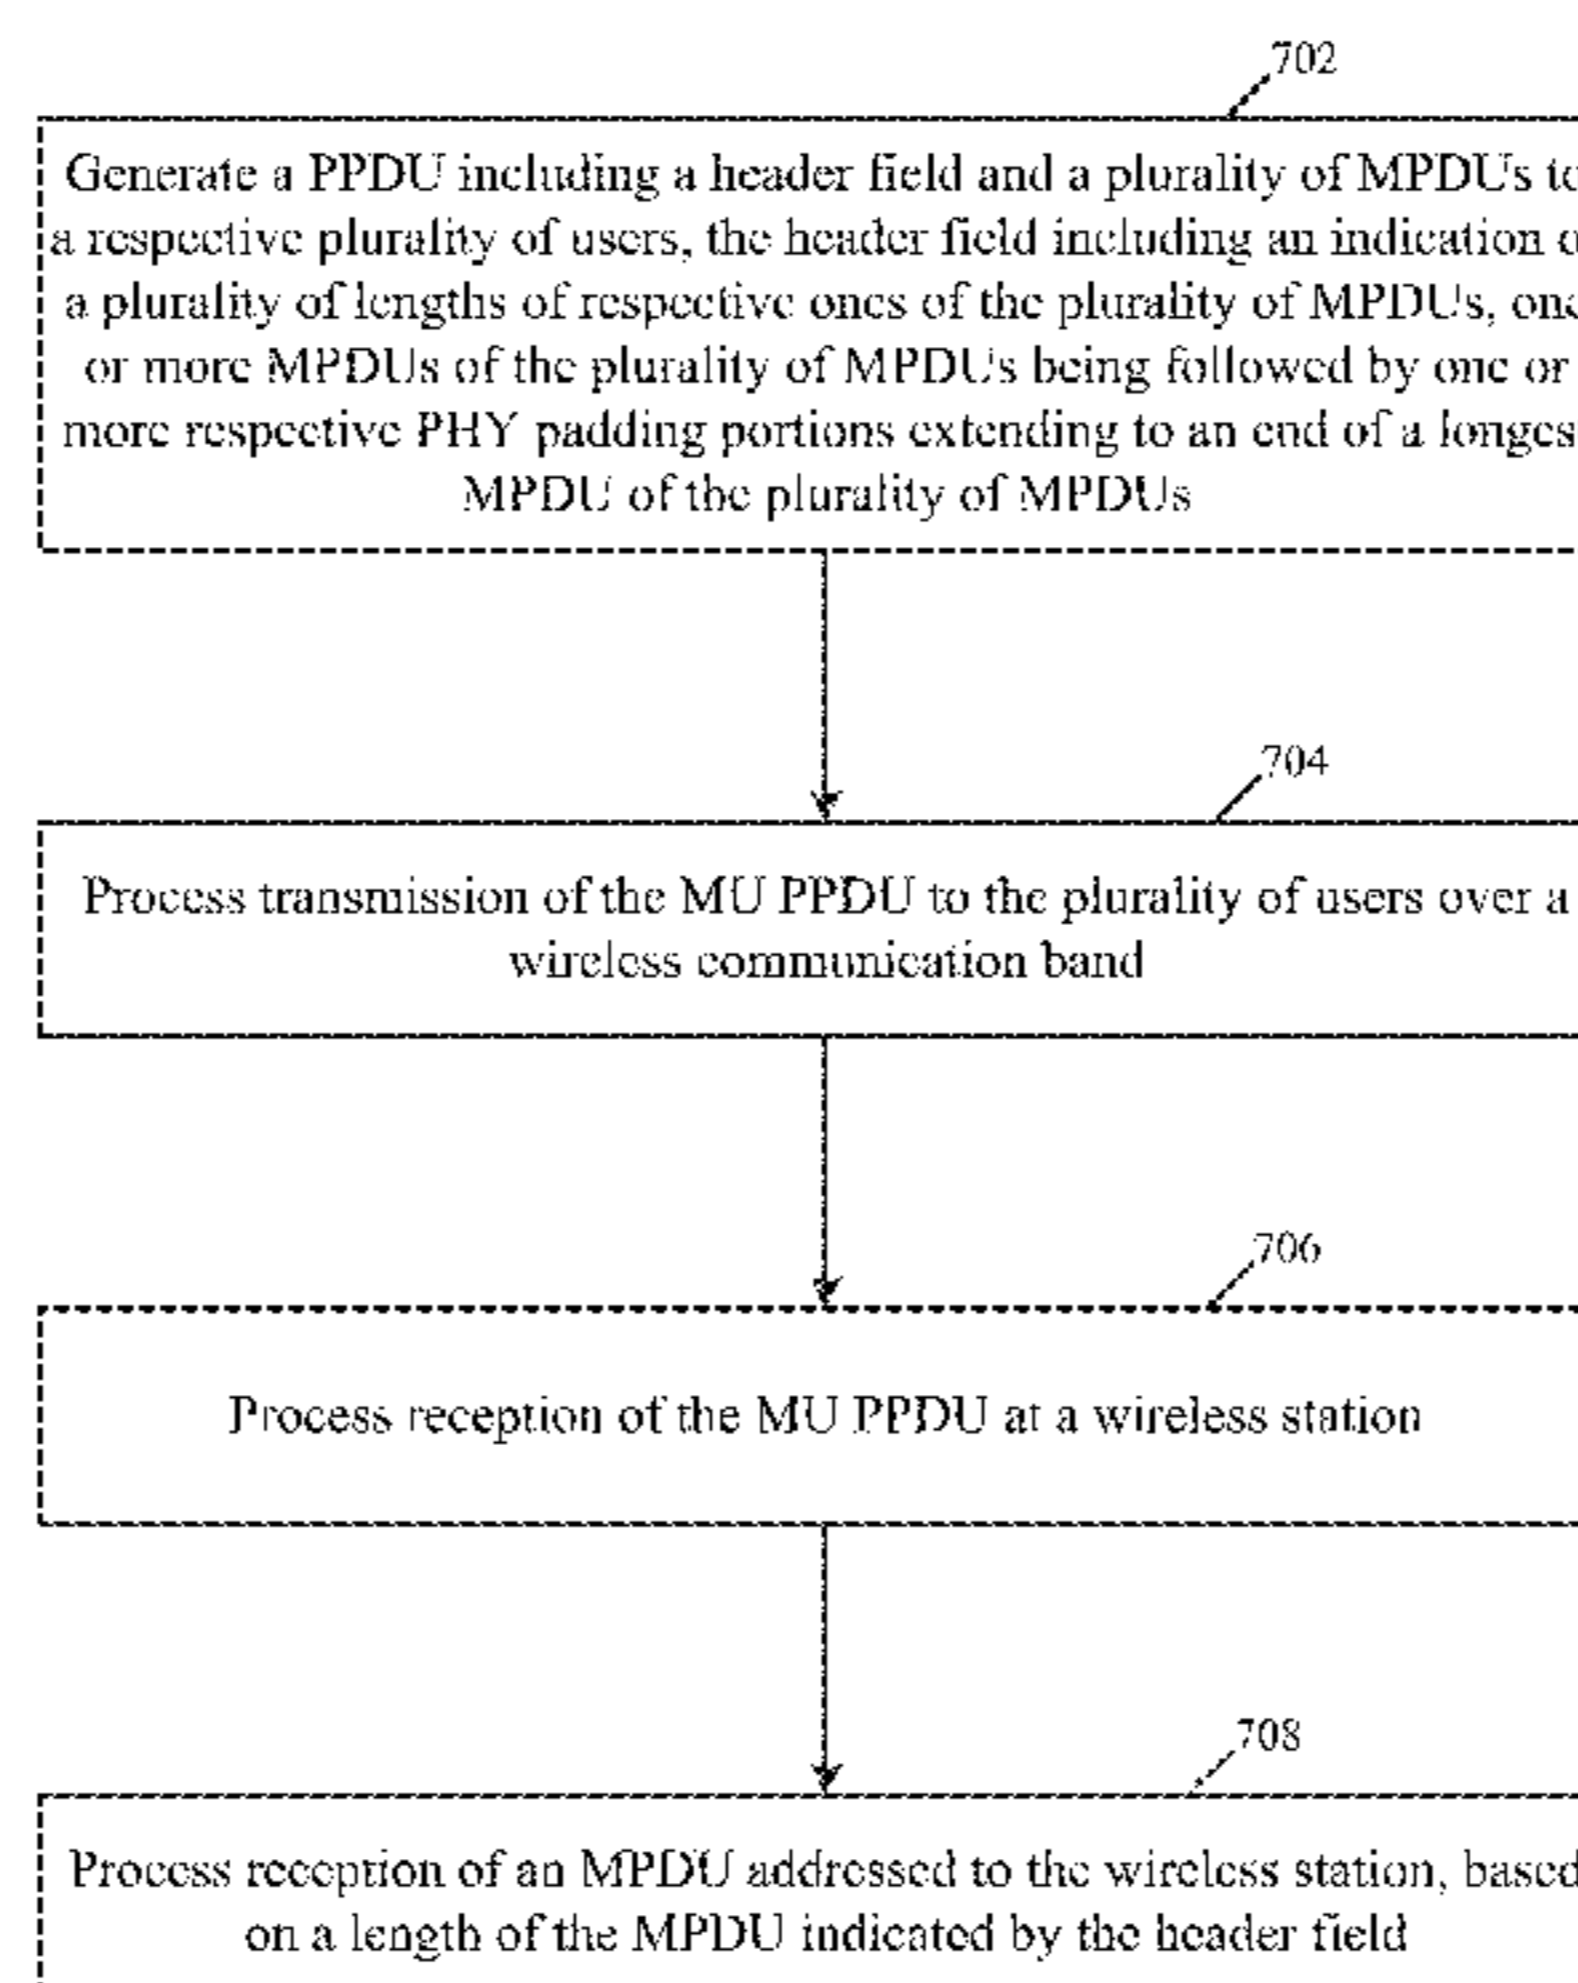 702
Generate a PPDU including a header field and a plurality of MPDUs to
a respective plurality of users, the header field including an indication
a plurality of lengths of respective ones of the plurality of MPDUs, one
or more MPDUs of the plurality of MPDUs being followed by one or
more respective PHY padding portions extending to an end of a longes
MPDU of the plurality of MPDUs
704
Process transmission of the MU PPDU to the plurality of users over a
wireless communication band
706
Process reception of the MU PPDU at a wireless station
708
Process reception of an MPDU addressed to the wireless station, based
on a length of the MPDU indicated by the header field